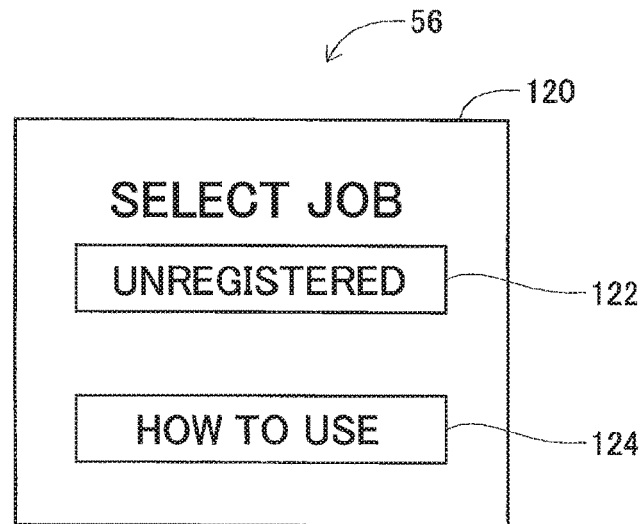 56
120
SELECT JOB
UNREGISTERED
122
HOW TO USE
124